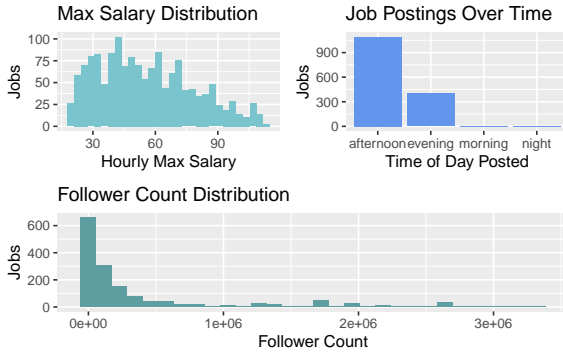 Max Salary Distribution
Jobs
100
75
50
25
0
30 60 90
Hourly Max Salary
Job Postings Over Time
Jobs
900
600
300
0
afternoon evening morning night
Time of Day Posted
Follower Count Distribution
Jobs
600
400
200
0
0e+00 1e+06 2e+06 3e+06
Follower Count